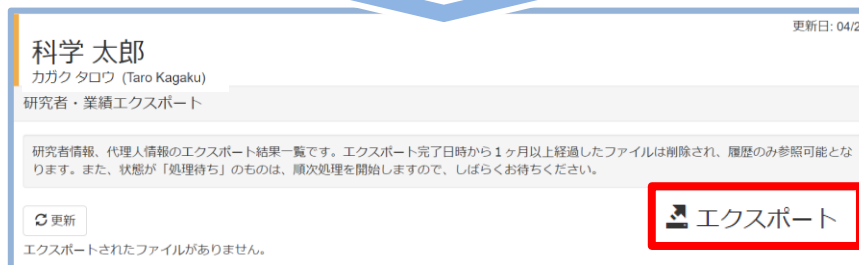 更新日: 04/2
科学 太郎
カガク タロウ (Taro Kagaku)
研究者・業績エクスポート
研究者情報、代理人情報のエクスポート結果一覧です。エクスポート完了日時から1ヶ月以上経過したファイルは削除され、履歴のみ参照可能とな
ります。また、状態が「処理待ち」のものは、順次処理を開始しますので、しばらくお待ちください。
エクスポート
更新
エクスポートされたファイルがありません。